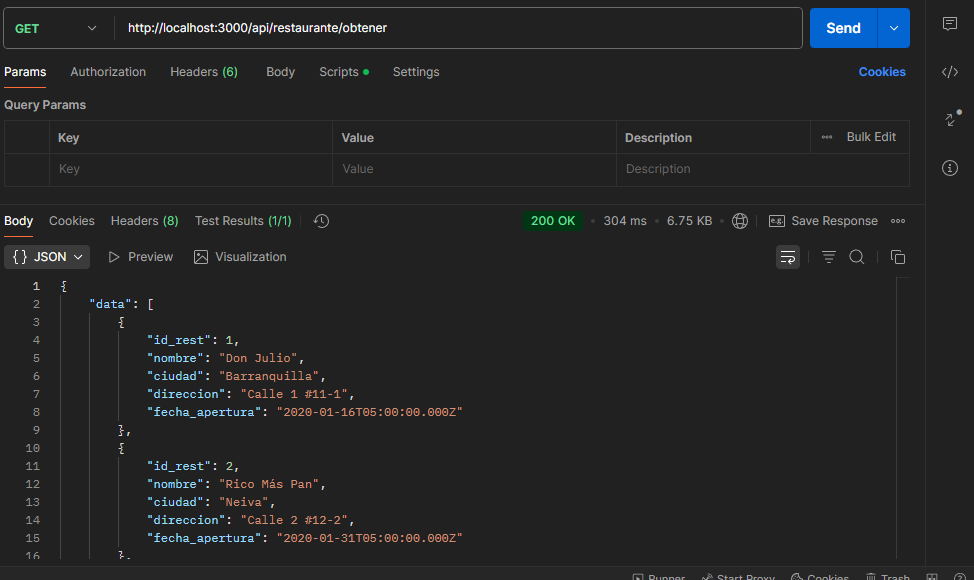 GET http://localhost:3000/api/restaurante/obtener Send
Params Authorization Headers (6) Body Scripts Settings Cookies
Query Params
Key Value Description Bulk Edit
Key Value Description
Body Cookies Headers (8) Test Results (1/1) 200 OK 304 ms 6.75 KB Save Response
{} JSON Preview Visualization
1 {
2 "data": [
3 {
4 "id_rest": 1,
5 "nombre": "Don Julio",
6 "ciudad": "Barranquilla",
7 "direccion": "Calle 1 #11-1",
8 "fecha_apertura": "2020-01-16T05:00:00.000Z"
9 },
10 {
11 "id_rest": 2,
12 "nombre": "Rico Más Pan",
13 "ciudad": "Neiva",
14 "direccion": "Calle 2 #12-2",
15 "fecha_apertura": "2020-01-31T05:00:00.000Z"
16 },
Runner Start Proxy Cookies Trash